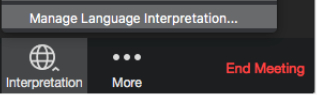 Manage Language Interpretation...
Interpretation
More
End Meeting